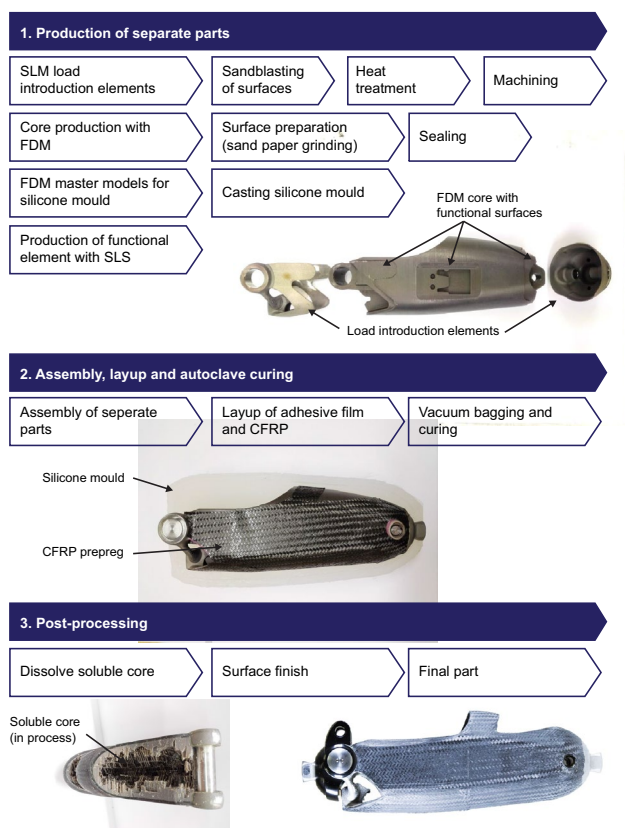 1. Production of separate parts
SLM load
introduction elements
Sandblasting
of surfaces
Heat
treatment
Machining
Core production with
FDM
Surface preparation
(sand paper grinding)
Sealing
FDM master models for
silicone mould
Casting silicone mould
FDM core with
functional surfaces
Production of functional
element with SLS
Load introduction elements
2. Assembly, layup and autoclave curing
Assembly of seperate
parts
Layup of adhesive film
and CFRP
Vacuum bagging and
curing
Silicone mould
CFRP prepreg
3. Post-processing
Dissolve soluble core
Surface finish
Final part
Soluble core
(in process)